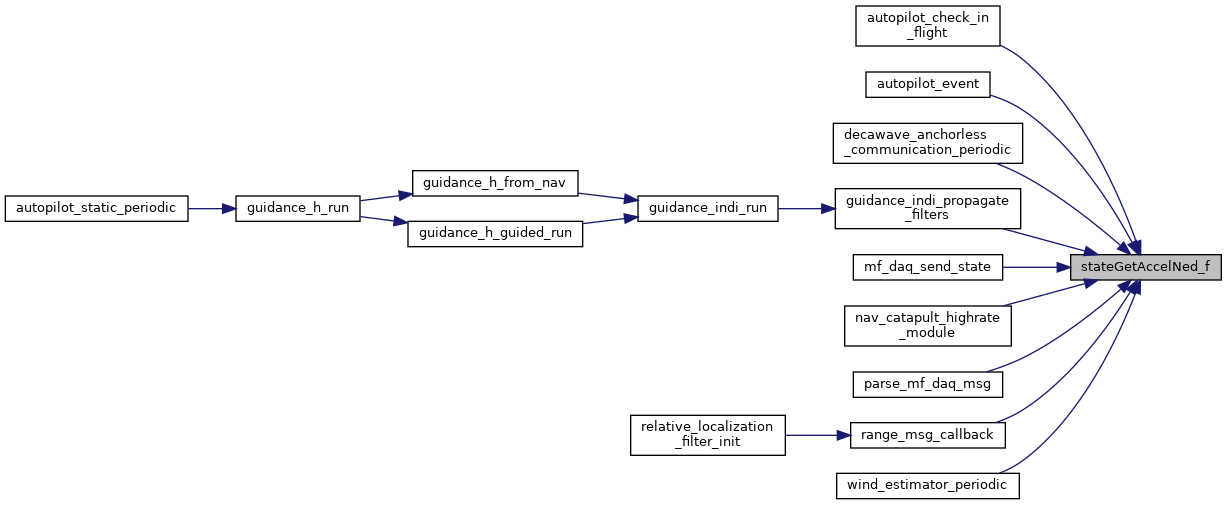 autopilot_check_in
_flight
autopilot_event
decawave_anchorless
_communication_periodic
guidance_indi_propagate
_filters
guidance_h_from_nav
autopilot_static_periodic
guidance_h_run
guidance_indi_run
guidance_h_guided_run
mf_daq_send_state
stateGetAccelNed_f
nav_catapult_highrate
_module
parse_mf_daq_msg
relative_localization
_filter_init
range_msg_callback
wind_estimator_periodic